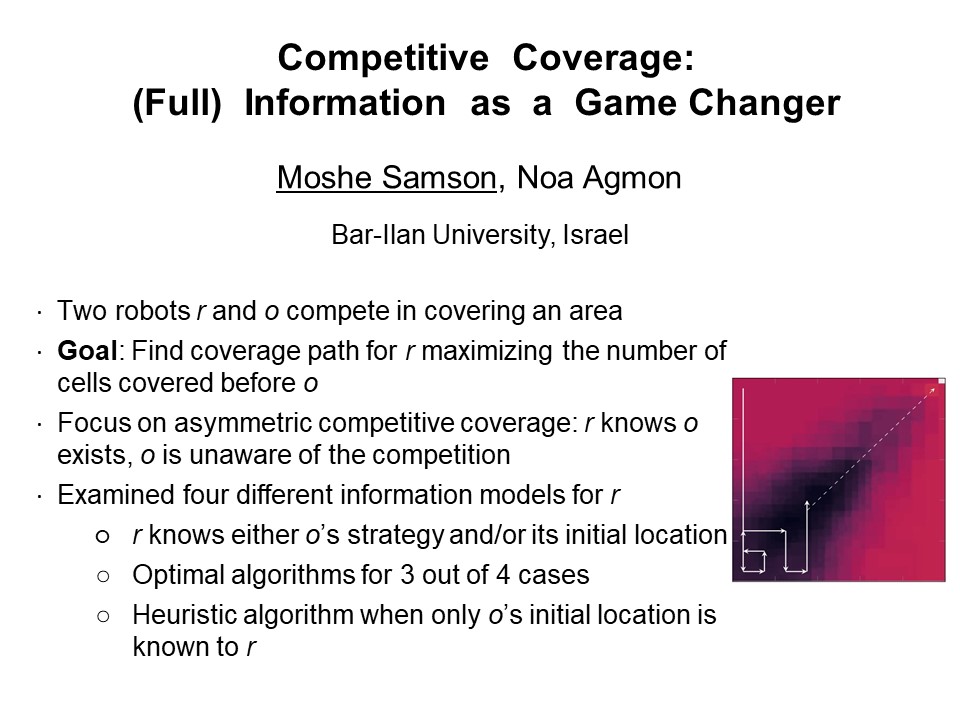 Competitive Coverage:
(Full) Information as a Game Changer
Moshe Samson, Noa Agmon
Bar-Ilan University, Israel
· Two robots r and o compete in covering an area
· Goal: Find coverage path for r maximizing the number of
cells covered before o
· Focus on asymmetric competitive coverage: r knows o
exists, o is unaware of the competition
· Examined four different information models for r
○ r knows either o’s strategy and/or its initial location
○ Optimal algorithms for 3 out of 4 cases
○ Heuristic algorithm when only o’s initial location is
known to r